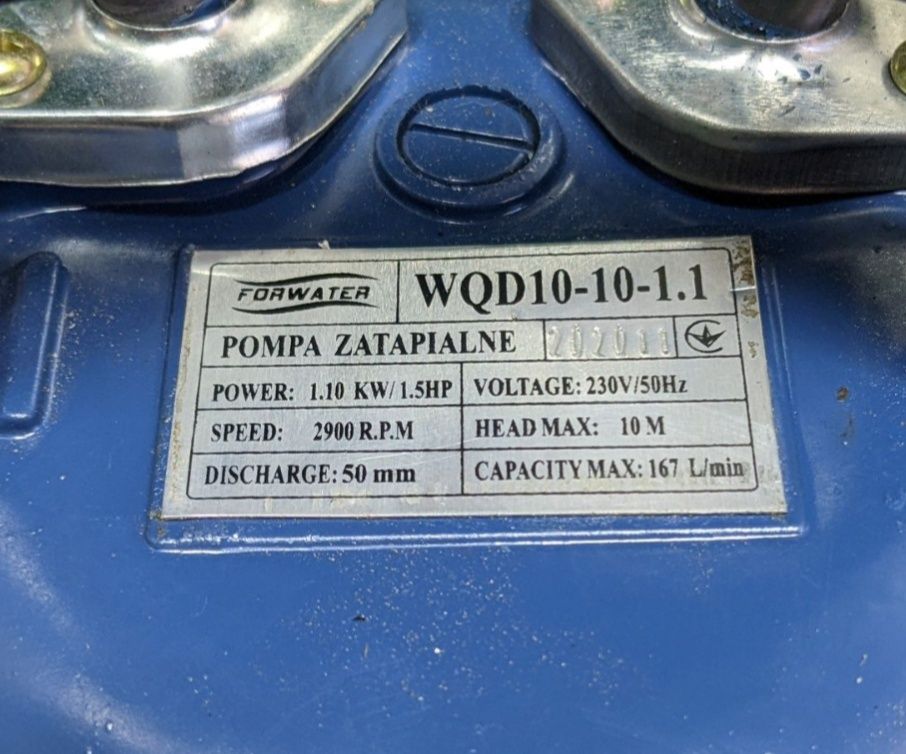 FORWATER
WQD10-10-1.1
POMPA ZATAPIALNE
202011
POWER: 1.10 KW/1.5HP
VOLTAGE: 230V/50Hz
SPEED: 2900 R.P.M
HEAD MAX: 10 M
DISCHARGE: 50 mm
CAPACITY MAX: 167 L/min